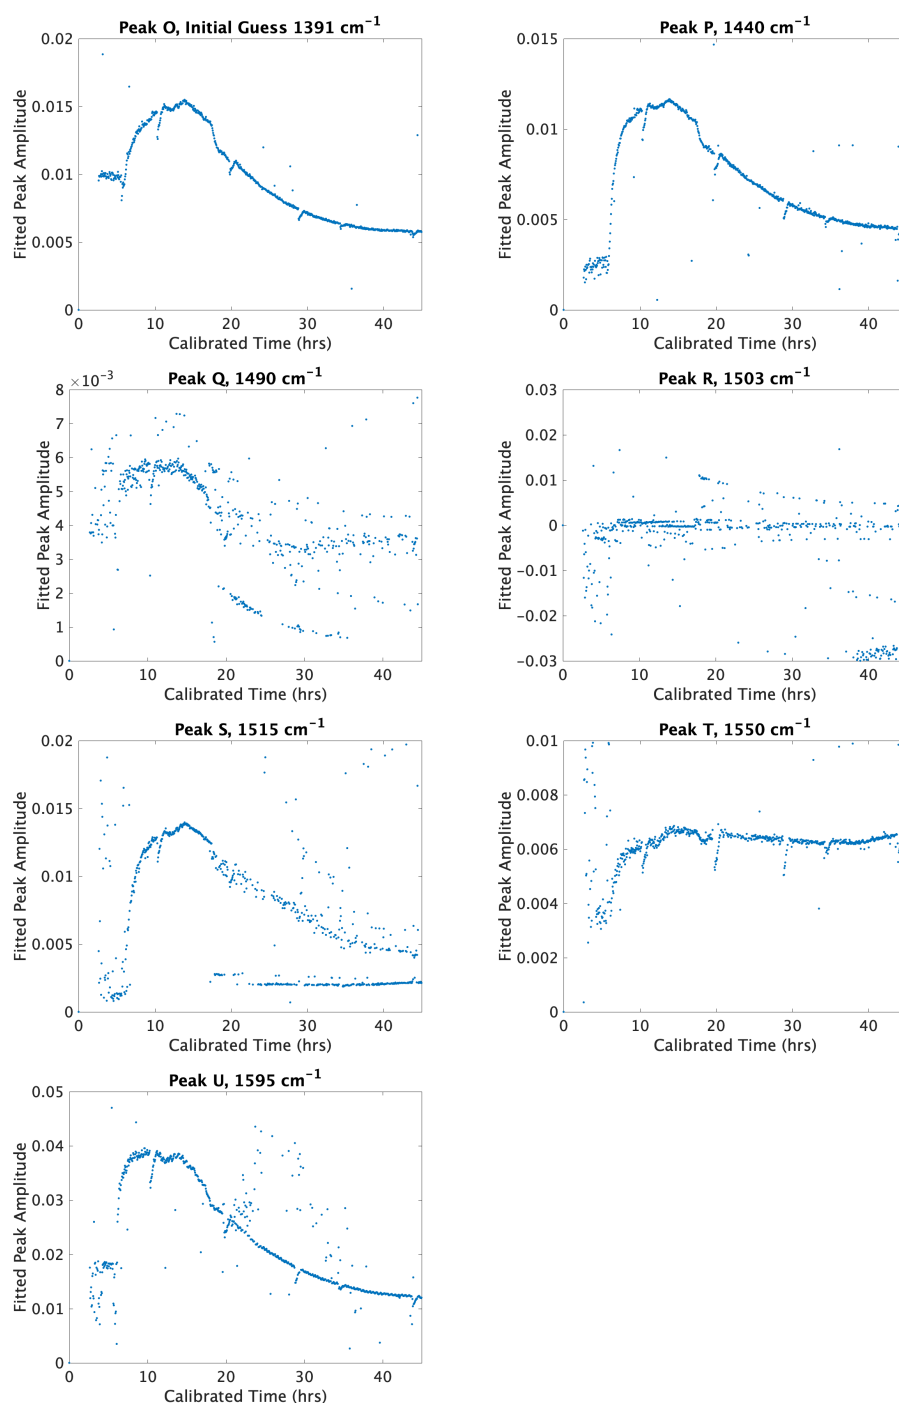 Peak O, Initial Guess 1391 cm⁻¹
0.02
0.015
0.01
0.005
0
Fitted Peak Amplitude
0 10 20 30 40
Calibrated Time (hrs)
Peak P, 1440 cm⁻¹
0.015
0.01
0.005
0
Fitted Peak Amplitude
0 10 20 30 40
Calibrated Time (hrs)
Peak Q, 1490 cm⁻¹
×10⁻³
8
7
6
5
4
3
2
1
0
Fitted Peak Amplitude
0 10 20 30 40
Calibrated Time (hrs)
Peak R, 1503 cm⁻¹
0.03
0.02
0.01
0
−0.01
−0.02
−0.03
Fitted Peak Amplitude
0 10 20 30 40
Calibrated Time (hrs)
Peak S, 1515 cm⁻¹
0.02
0.015
0.01
0.005
0
Fitted Peak Amplitude
0 10 20 30 40
Calibrated Time (hrs)
Peak T, 1550 cm⁻¹
0.01
0.008
0.006
0.004
0.002
0
Fitted Peak Amplitude
0 10 20 30 40
Calibrated Time (hrs)
Peak U, 1595 cm⁻¹
0.05
0.04
0.03
0.02
0.01
0
Fitted Peak Amplitude
0 10 20 30 40
Calibrated Time (hrs)